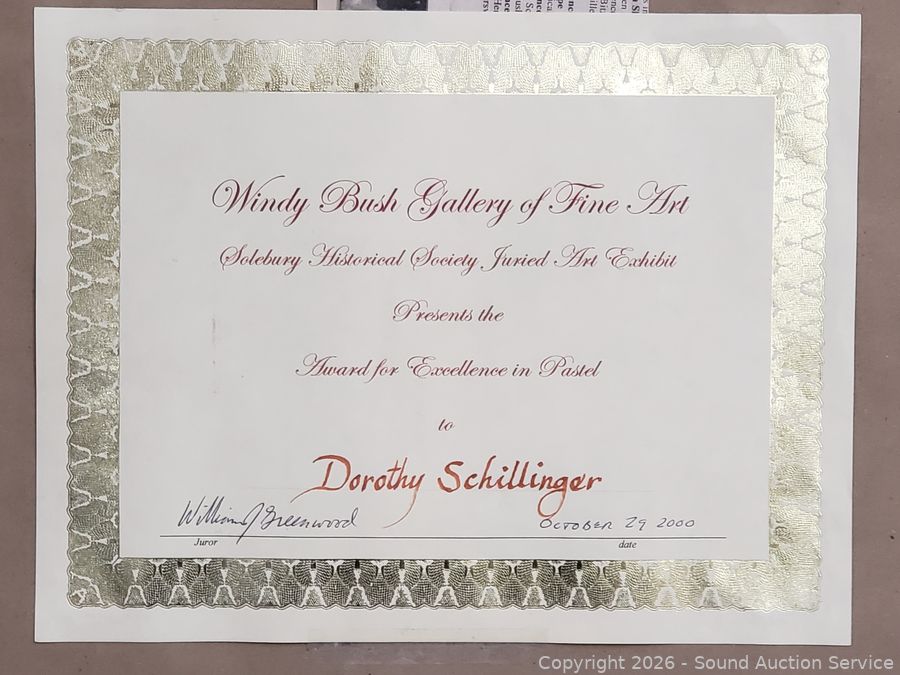 Windy Bush Gallery of Fine Art
Solebury Historical Society Juried Art Exhibit
Presents the
Award for Excellence in Pastel
to
Dorothy Schillinger
William J Greenwood
OCTOBER 29 2000
Juror
date
Copyright 2026 - Sound Auction Service